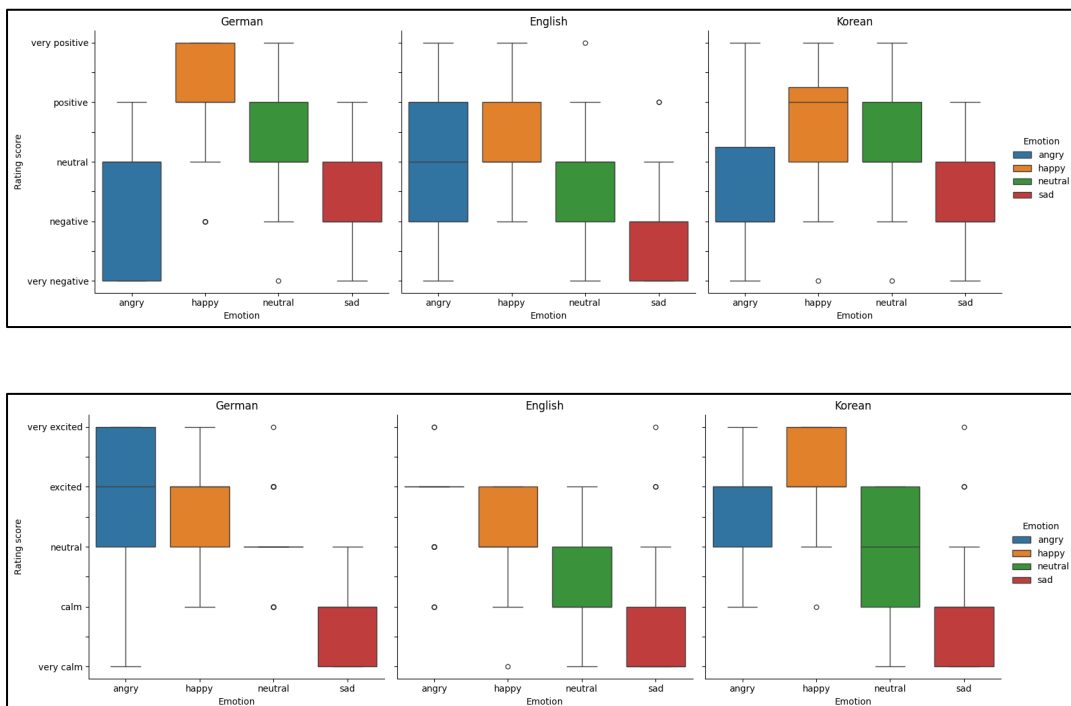 German
English
Korean
very positive
positive
neutral
negative
very negative
Rating score
angry
happy
neutral
sad
Emotion
angry
happy
neutral
sad
Emotion
angry
happy
neutral
sad
Emotion
Emotion
angry
happy
neutral
sad
German
English
Korean
very excited
excited
neutral
calm
very calm
Rating score
angry
happy
neutral
sad
Emotion
angry
happy
neutral
sad
Emotion
angry
happy
neutral
sad
Emotion
Emotion
angry
happy
neutral
sad